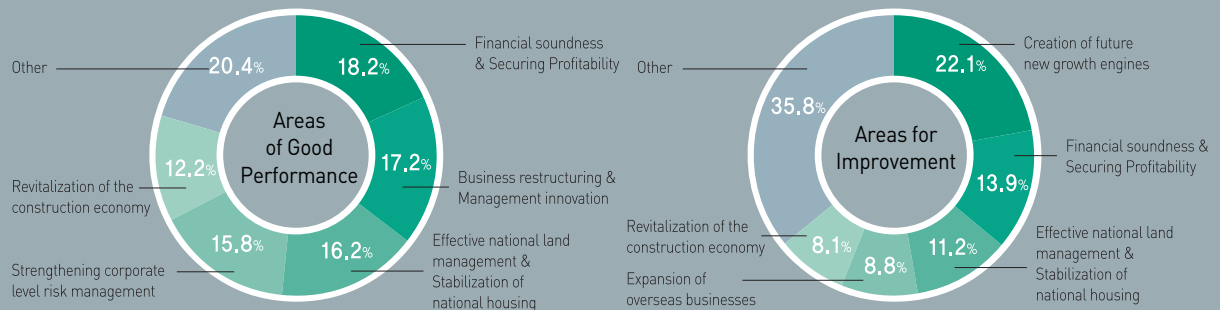 Areas
of Good
Performance
Financial soundness
& Securing Profitability
18.2%
Business restructuring &
Management innovation
17.2%
Effective national land
management &
Stabilization of
national housing
16.2%
Strengthening corporate
level risk management
15.8%
Revitalization of the
construction economy
12.2%
Other
20.4%
Areas for
Improvement
Creation of future
new growth engines
22.1%
Financial soundness &
Securing Profitability
13.9%
Effective national land
management &
Stabilization of
national housing
11.2%
Expansion of
overseas businesses
8.8%
Revitalization of the
construction economy
8.1%
Other
35.8%